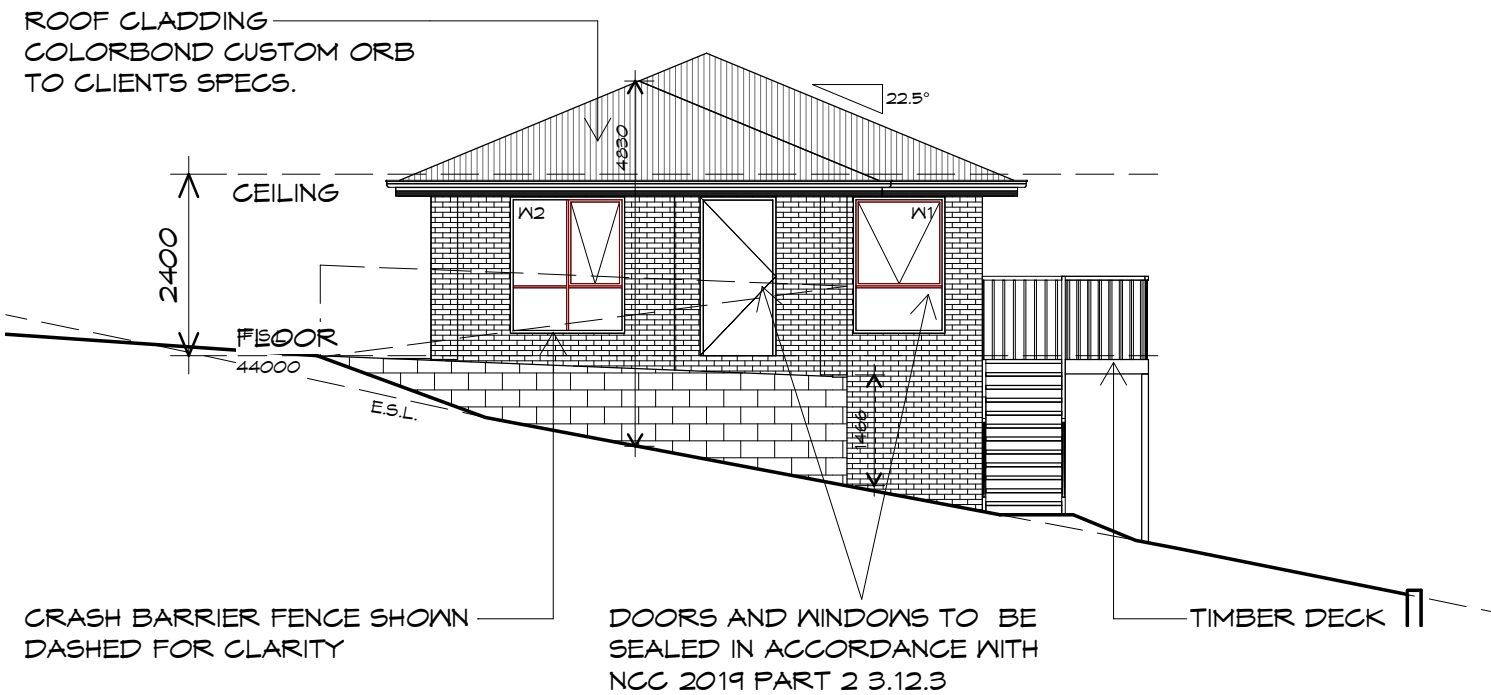 ROOF CLADDING
COLORBOND CUSTOM ORB
TO CLIENTS SPECS.
22.5°
4830
CEILING
2400
W2
W1
FLOOR
44000
E.S.L.
1466
CRASH BARRIER FENCE SHOWN
DASHED FOR CLARITY
DOORS AND WINDOWS TO BE
SEALED IN ACCORDANCE WITH
NCC 2019 PART 2 3.12.3
TIMBER DECK